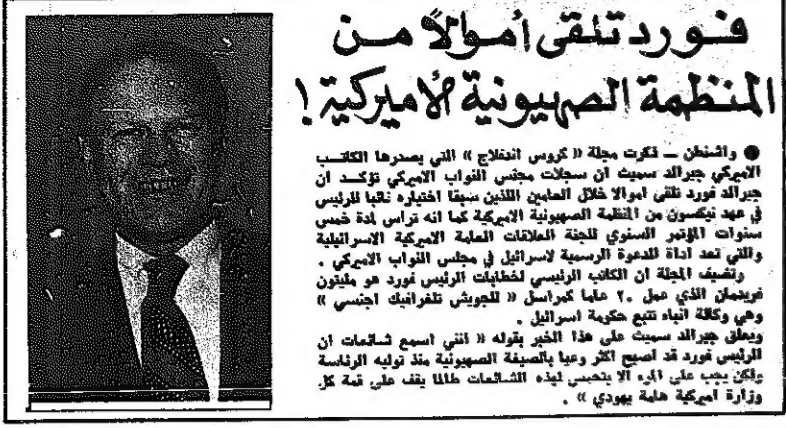 فورد تلقى أموالاً من
المنظمة الصهيونية الأميركية !
● واشنطن ـ ذكرت مجلة « كروس اندفلاج » التي يصدرها الكاتب
الاميركي جيرالد سميث ان سجلات مجلس النواب الاميركي تؤكد ان
جيرالد فورد تلقى اموالا خلال العامين اللذين سبقا اختياره نائبا للرئيس
في عهد نيكسون من المنظمة الصهيونية الاميركية كما انه تراس لمدة خمس
سنوات المؤتمر السنوي للجنة العلاقات العامة الاميركية الاسرائيلية
والتي تعد اداة للدعوة الرسمية لاسرائيل في مجلس النواب الاميركي .
وتضيف المجلة ان الكاتب الرئيسي لخطابات الرئيس فورد هو مليتون
فريدمان الذي عمل ٢٠ عاما كمراسل « للجويش تلغرافيك اجنسي »
وهي وكالة انباء تتبع حكومة اسرائيل .
ويعلق جيرالد سميث على هذا الخبر بقوله « انني اسمع شائعات ان
الرئيس فورد قد اصبح اكثر وعيا بالصيغة الصهيونية منذ توليه الرئاسة
ولكن يجب على المرء الا يتحمس لهذه الشائعات طالما يقف على قمة كل
وزارة اميركية هامة يهودي » .